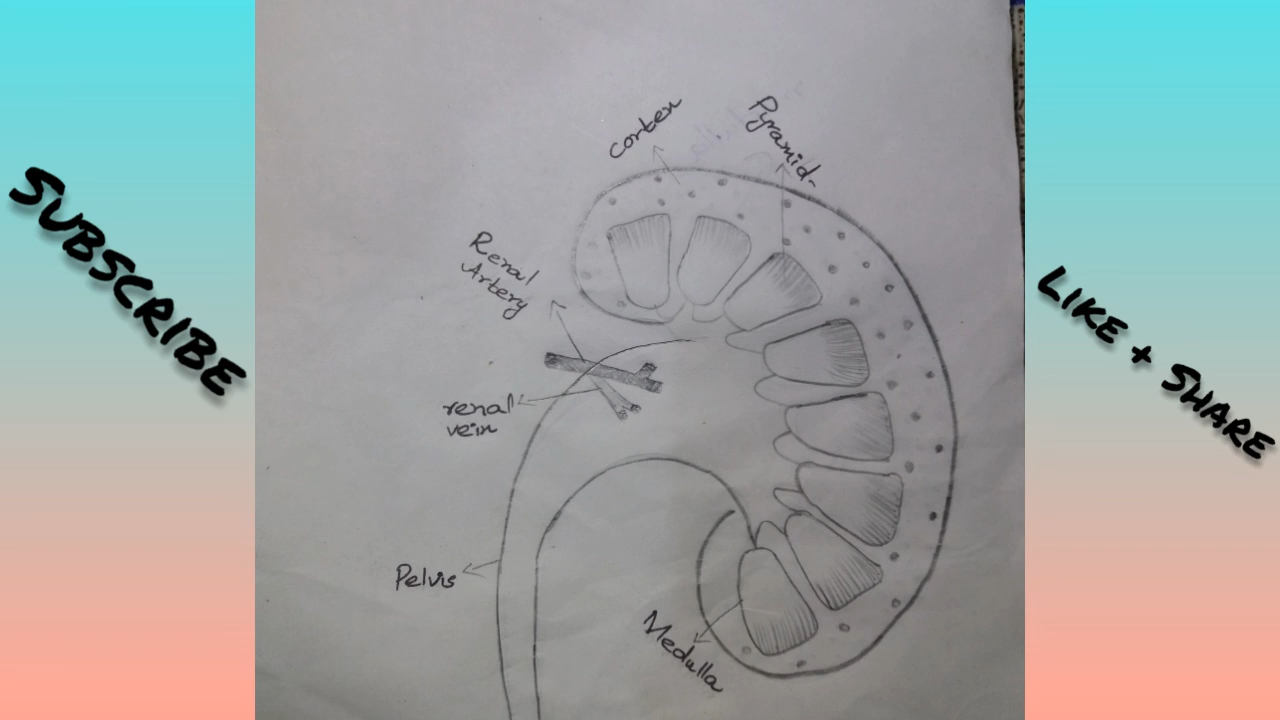 SUBSCRIBE
Cortex
Pyramid
Renal
Artery
renal
vein
Pelvis
Medulla
LIKE + SHARE